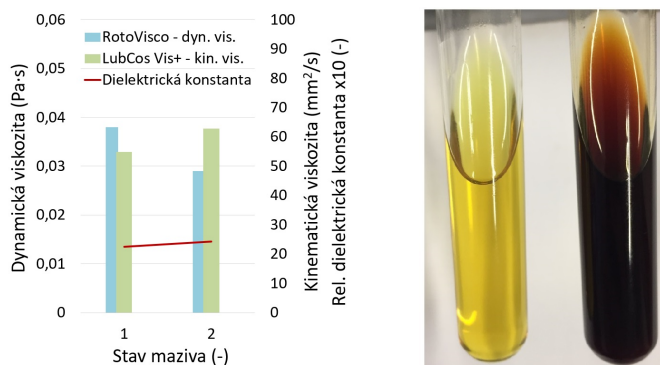 0,06
0,05
0,04
0,03
0,02
0,01
0
Dynamická viskozita (Pa·s)
RotoVisco - dyn. vis.
LubCos Vis+ - kin. vis.
Dielektrická konstanta
100
90
80
70
60
50
40
30
20
10
0
Kinematická viskozita (mm²/s)
Rel. dielektrická konstanta x10 (-)
1 2
Stav maziva (-)